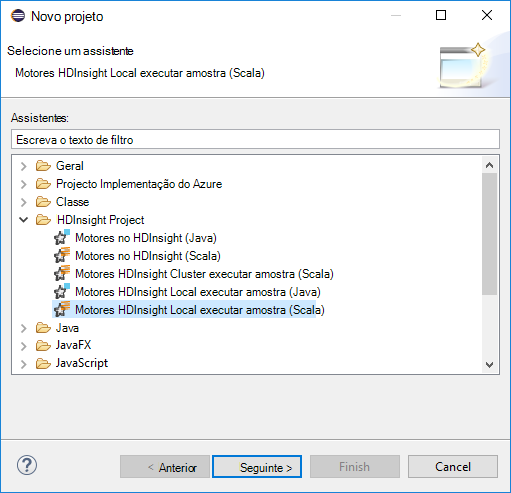 Novo projeto
Selecione um assistente
Motores HDInsight Local executar amostra (Scala)
Assistentes:
Escreva o texto de filtro
Geral
Projecto Implementação do Azure
Classe
HDInsight Project
Motores no HDInsight (Java)
Motores no HDInsight (Scala)
Motores HDInsight Cluster executar amostra (Scala)
Motores HDInsight Local executar amostra (Java)
Motores HDInsight Local executar amostra (Scala)
Java
JavaFX
JavaScript
? < Anterior Seguinte > Finish Cancel